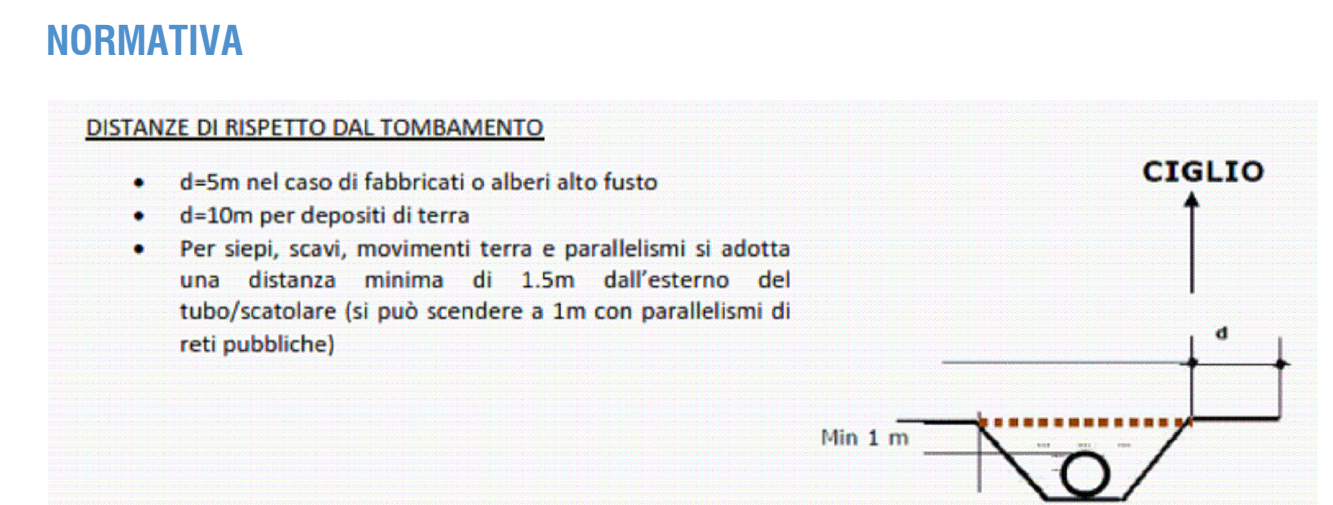 NORMATIVA
DISTANZE DI RISPETTO DAL TOMBAMENTO
• d=5m nel caso di fabbricati o alberi alto fusto
• d=10m per depositi di terra
• Per siepi, scavi, movimenti terra e parallelismi si adotta
una distanza minima di 1.5m dall'esterno del
tubo/scatolare (si può scendere a 1m con parallelismi di
reti pubbliche)
CIGLIO
d
Min 1 m